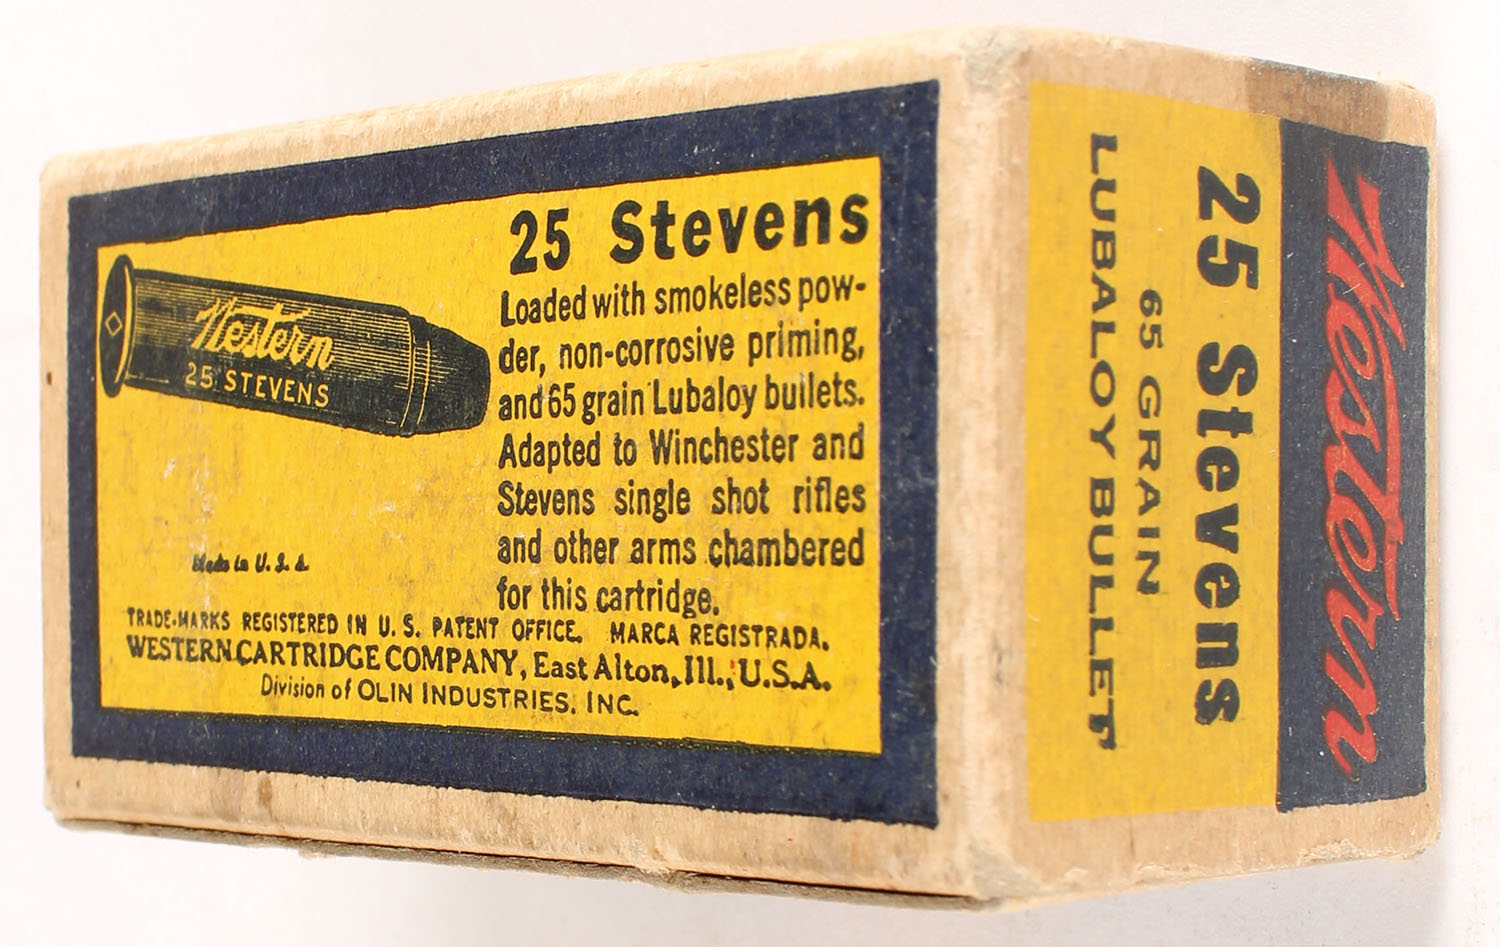 25 Stevens
Loaded with smokeless pow-
der, non-corrosive priming,
and 65 grain Lubaloy bullets.
Adapted to Winchester and
Stevens single shot rifles
and other arms chambered
for this cartridge.
Western
25 STEVENS
Made in U.S.A.
TRADE-MARKS REGISTERED IN U. S. PATENT OFFICE. MARCA REGISTRADA.
WESTERN CARTRIDGE COMPANY, East Alton, Ill., U.S.A.
Division of OLIN INDUSTRIES, INC.
Western
25 Stevens
65 GRAIN
LUBALOY BULLET